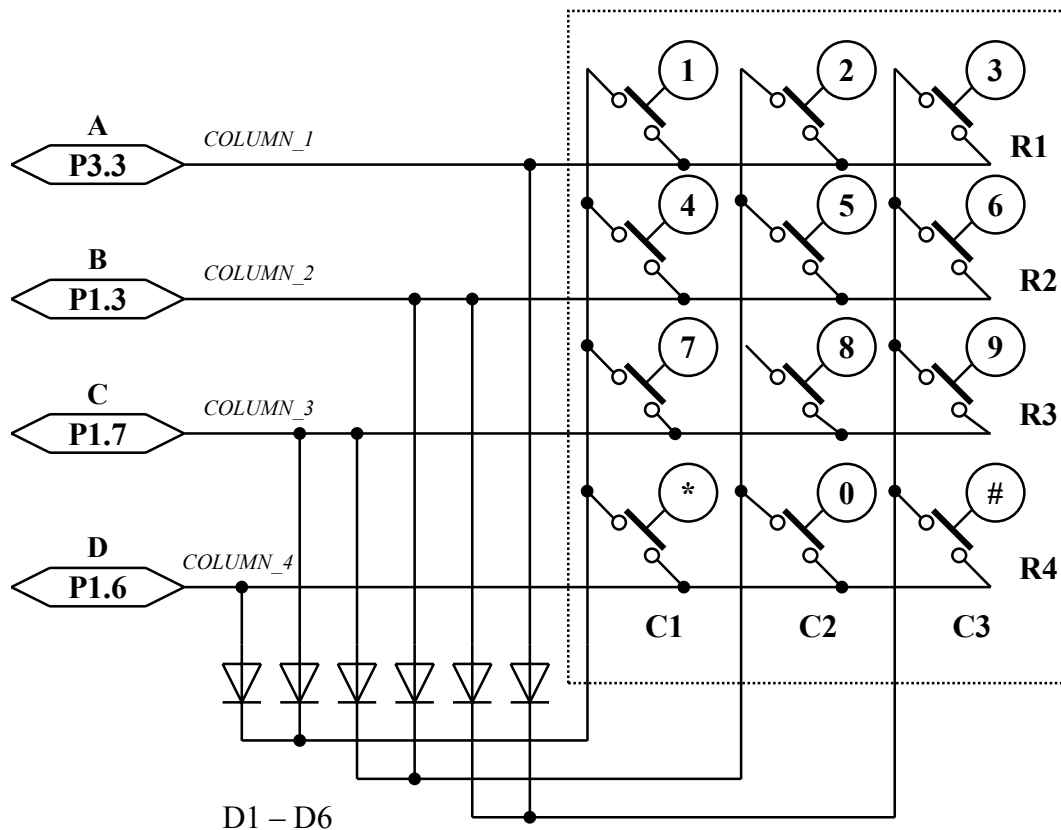 1 2 3
A
COLUMN_1
P3.3
R1
4 5 6
B
COLUMN_2
P1.3
R2
7 8 9
C
COLUMN_3
P1.7
R3
* 0 #
D
COLUMN_4
P1.6
R4
C1 C2 C3
D1 – D6